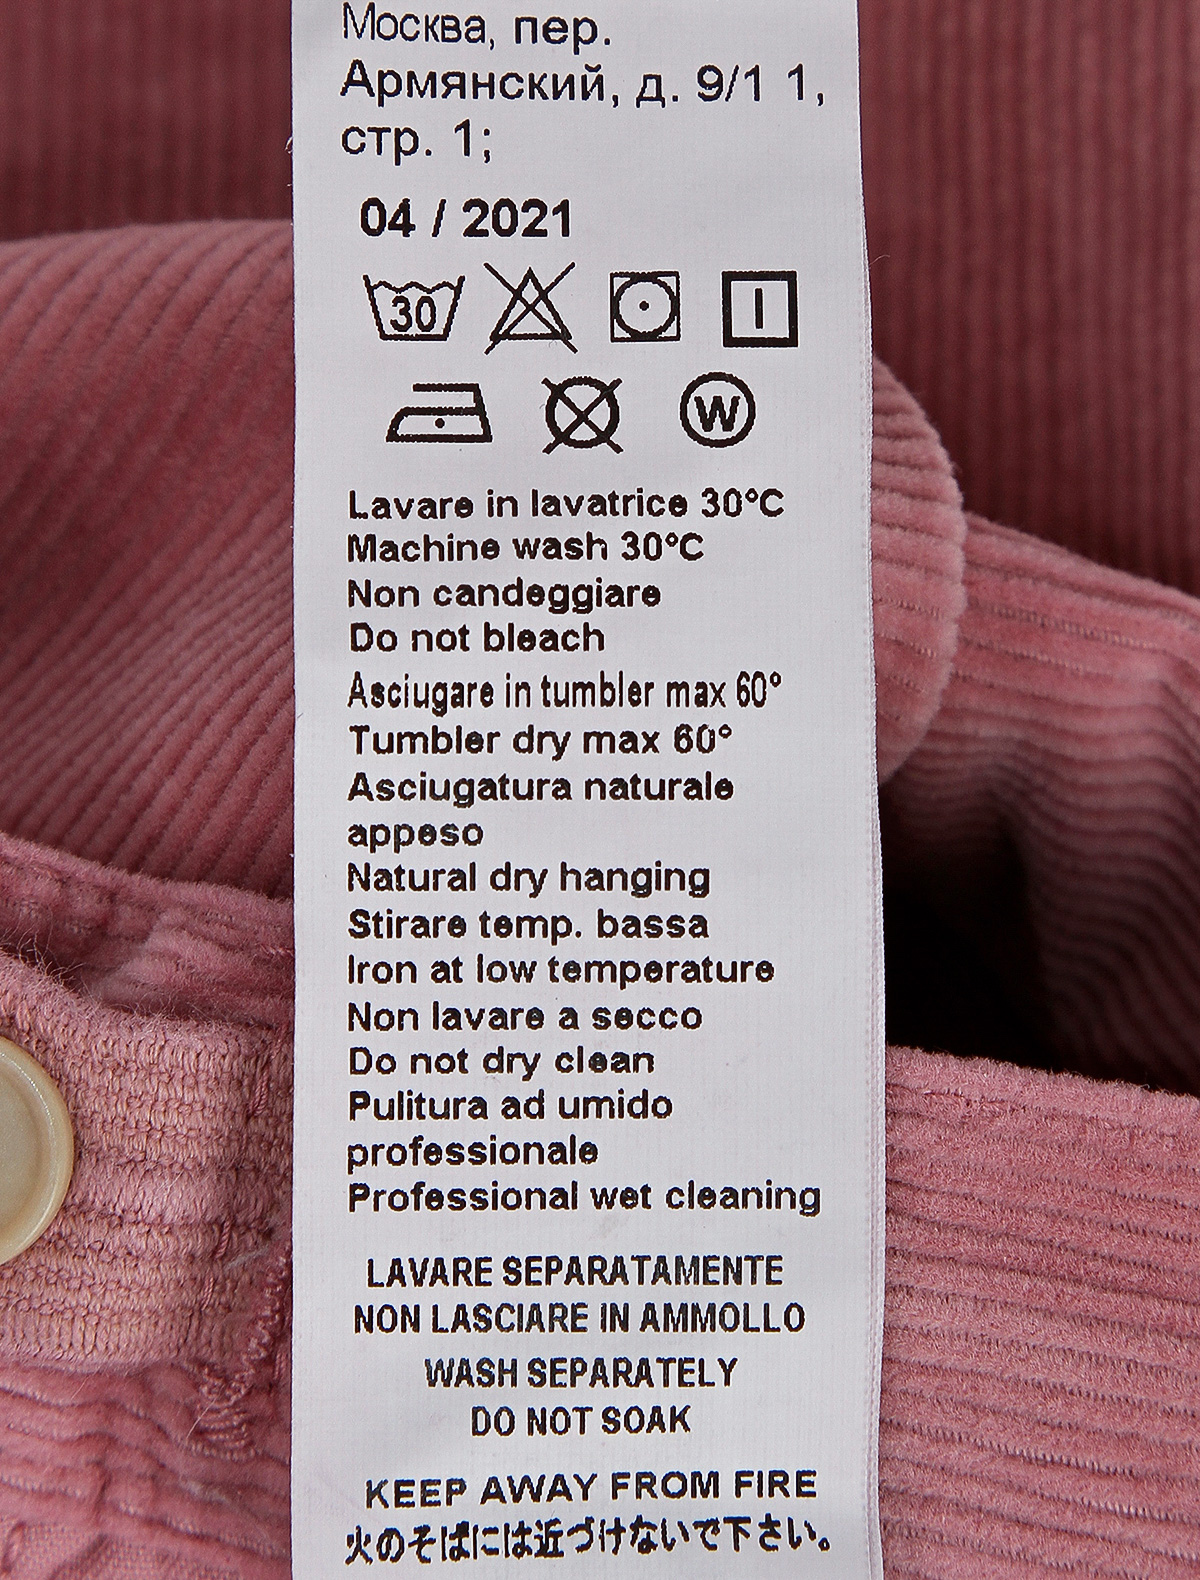 Москва, пер.
Армянский, д. 9/1 1,
стр. 1;
04 / 2021
30
W
Lavare in lavatrice 30°C
Machine wash 30°C
Non candeggiare
Do not bleach
Asciugare in tumbler max 60°
Tumbler dry max 60°
Asciugatura naturale
appeso
Natural dry hanging
Stirare temp. bassa
Iron at low temperature
Non lavare a secco
Do not dry clean
Pulitura ad umido
professionale
Professional wet cleaning
LAVARE SEPARATAMENTE
NON LASCIARE IN AMMOLLO
WASH SEPARATELY
DO NOT SOAK
KEEP AWAY FROM FIRE
火のそばには近づけないで下さい。